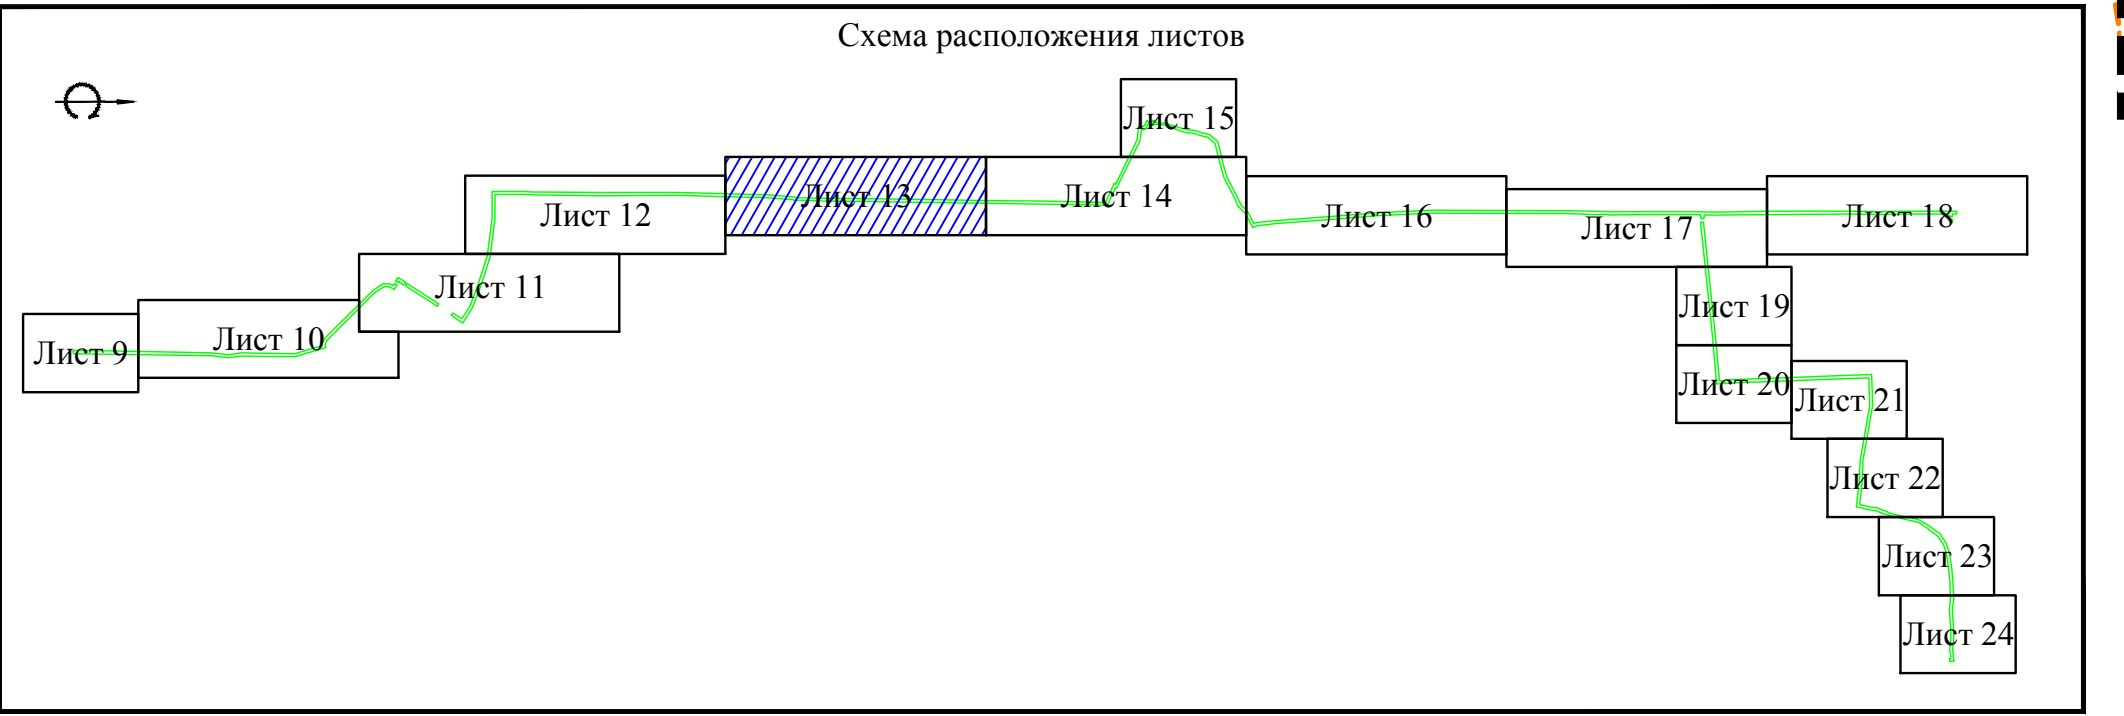 Схема расположения листов
Лист 15
Лист 13
Лист 14
Лист 12
Лист 16
Лист 17
Лист 18
Лист 11
Лист 19
Лист 10
Лист 9
Лист 20
Лист 21
Лист 22
Лист 23
Лист 24